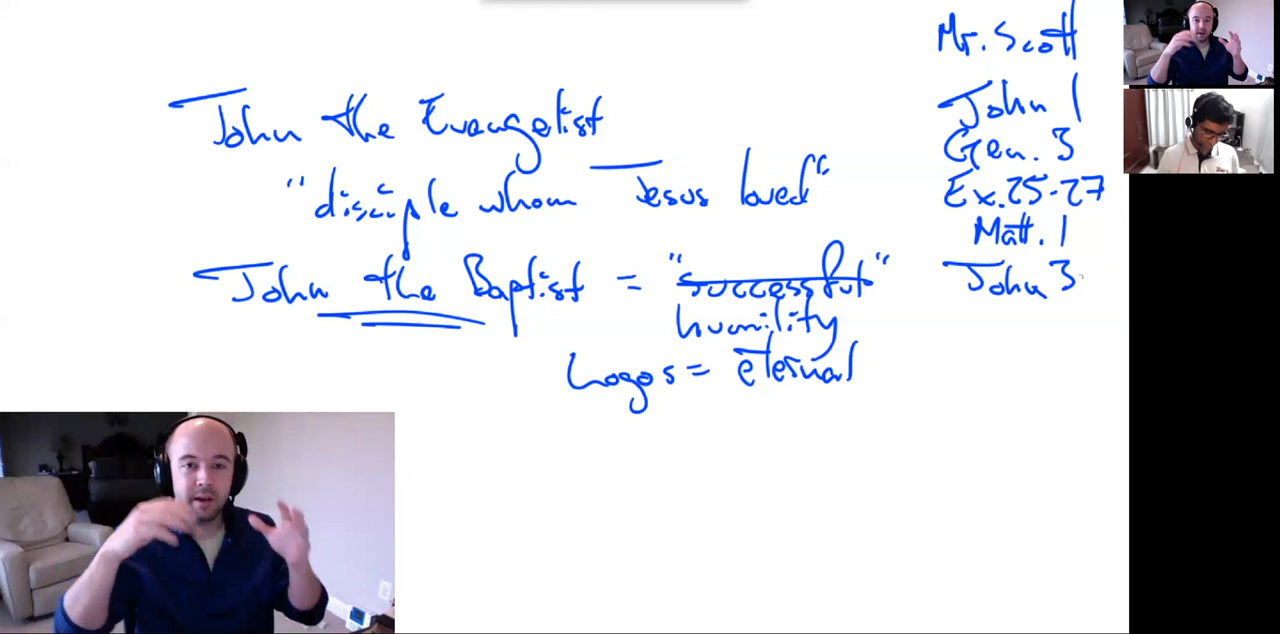 John the Evangelist
"disciple whom Jesus loved"
John the Baptist = "successful"
humility
Logos = eternal
Mr. Scott
John 1
Gen. 3
Ex. 25-27
Matt. 1
John 3